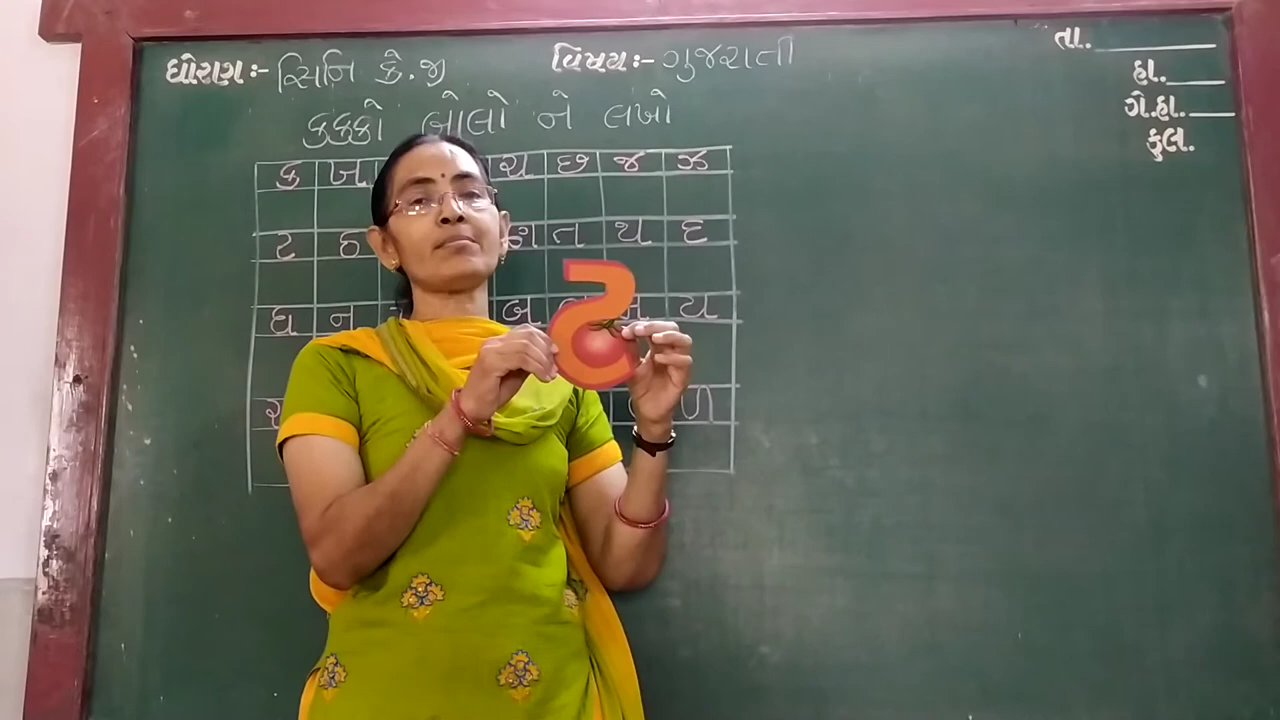 ધોરણ:- સિનિ કે.જી
વિષય:- ગુજરાતી
તા.
હા.
ગે.હા.
કુલ.
કક્કો બોલો ને લખો
ક ખ ચ છ જ ઝ
ટ ઠ ણ ત થ દ
ટ
ધ ન બ મ ય
ળ